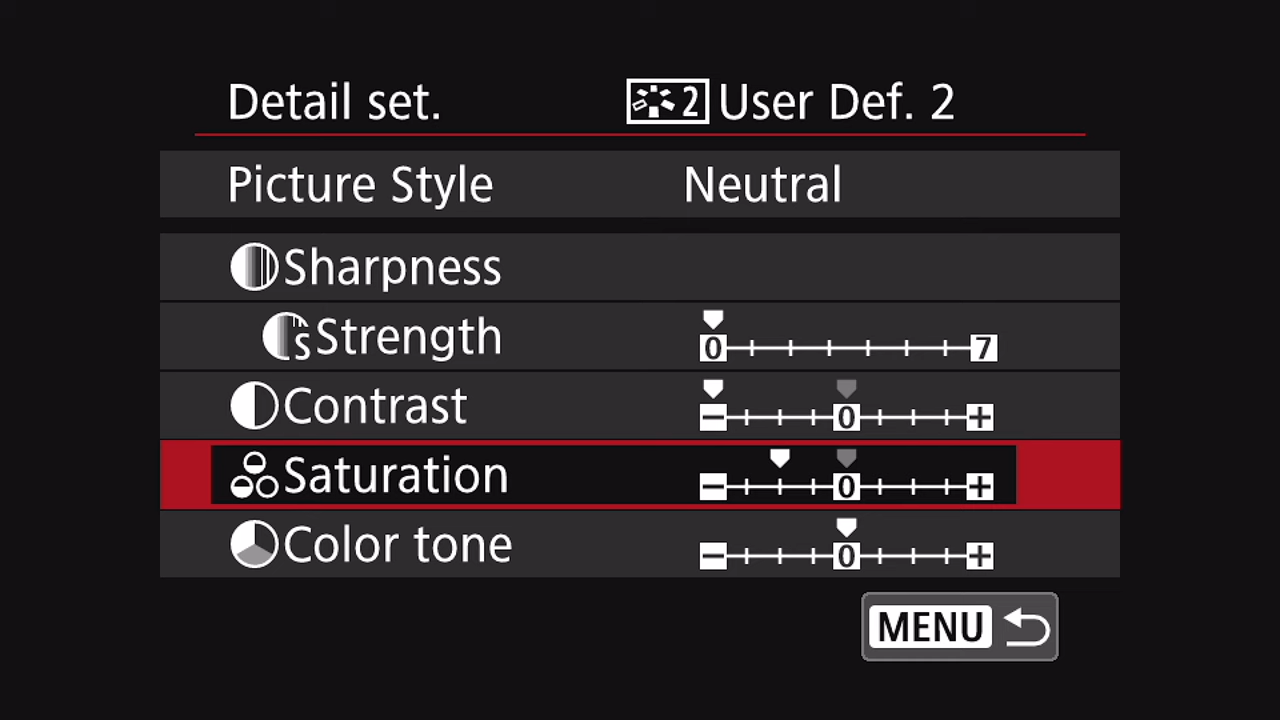 Detail set. 2 User Def. 2
Picture Style Neutral
Sharpness
S Strength 0 7
Contrast − 0 +
Saturation − 0 +
Color tone − 0 +
MENU